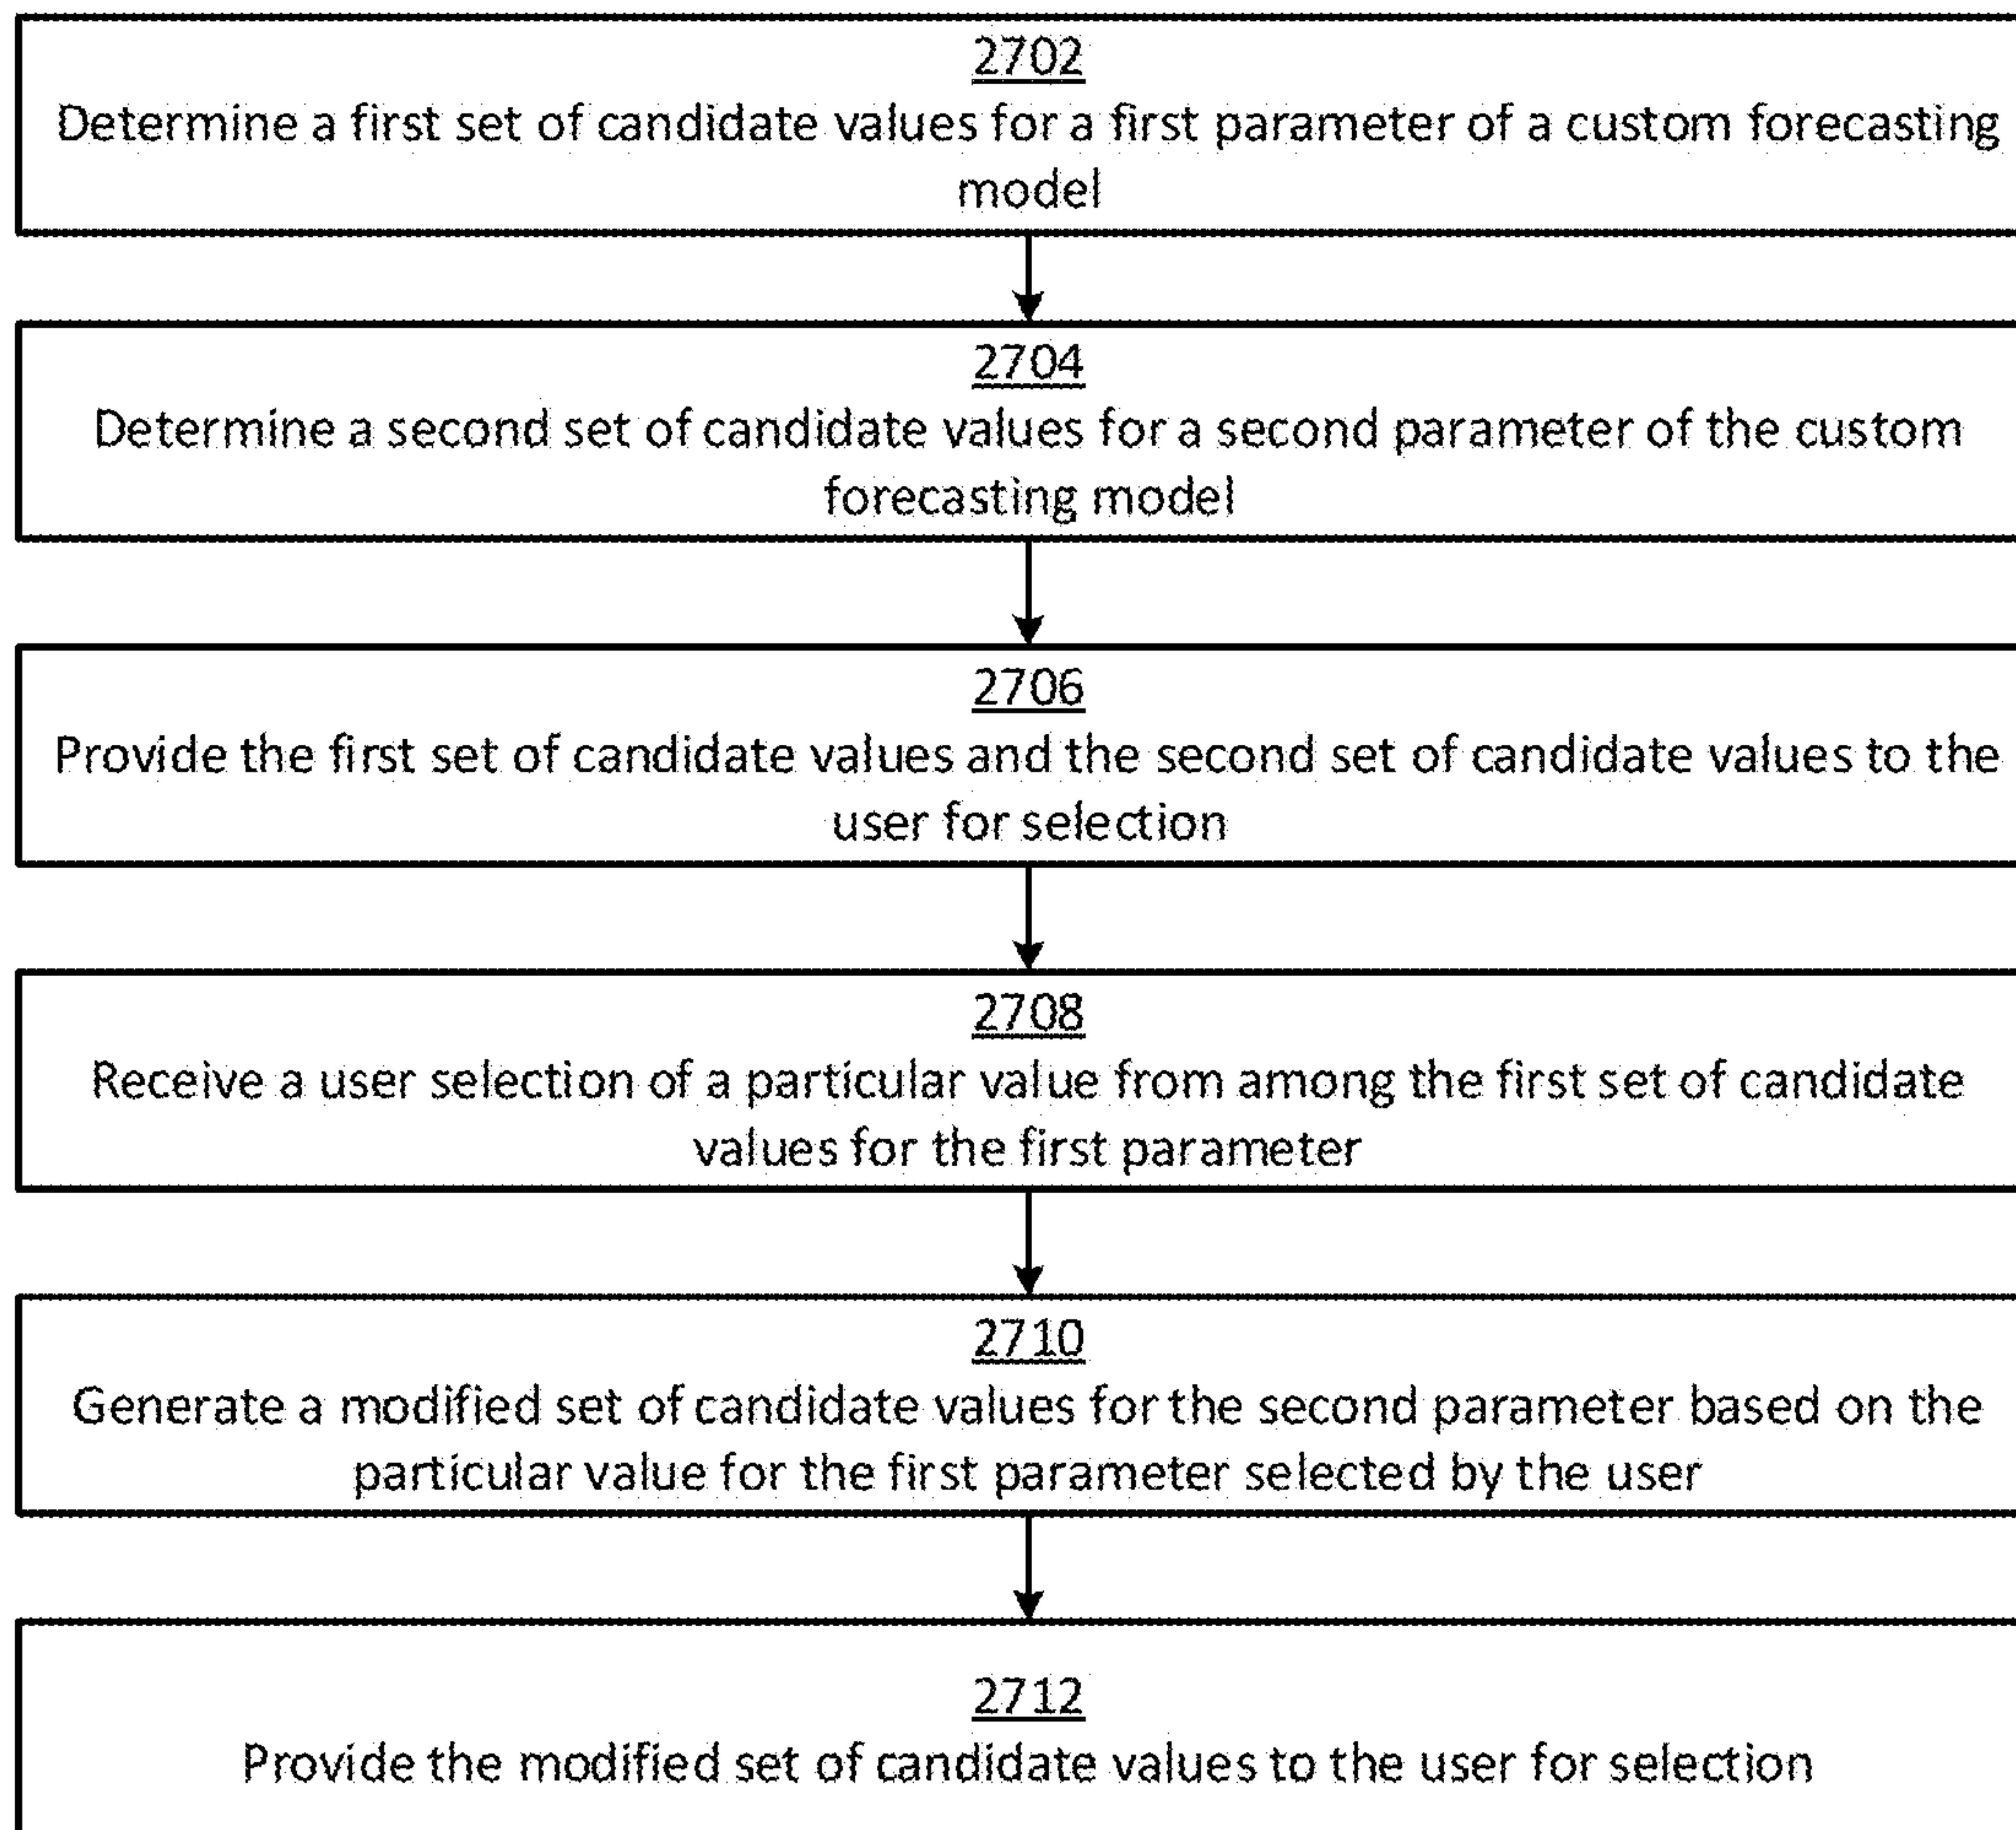 2702
Determine a first set of candidate values for a first parameter of a custom forecasting
model
2704
Determine a second set of candidate values for a second parameter of the custom
forecasting model
2706
Provide the first set of candidate values and the second set of candidate values to the
user for selection
2708
Receive a user selection of a particular value from among the first set of candidate
values for the first parameter
2710
Generate a modified set of candidate values for the second parameter based on the
particular value for the first parameter selected by the user
2712
Provide the modified set of candidate values to the user for selection